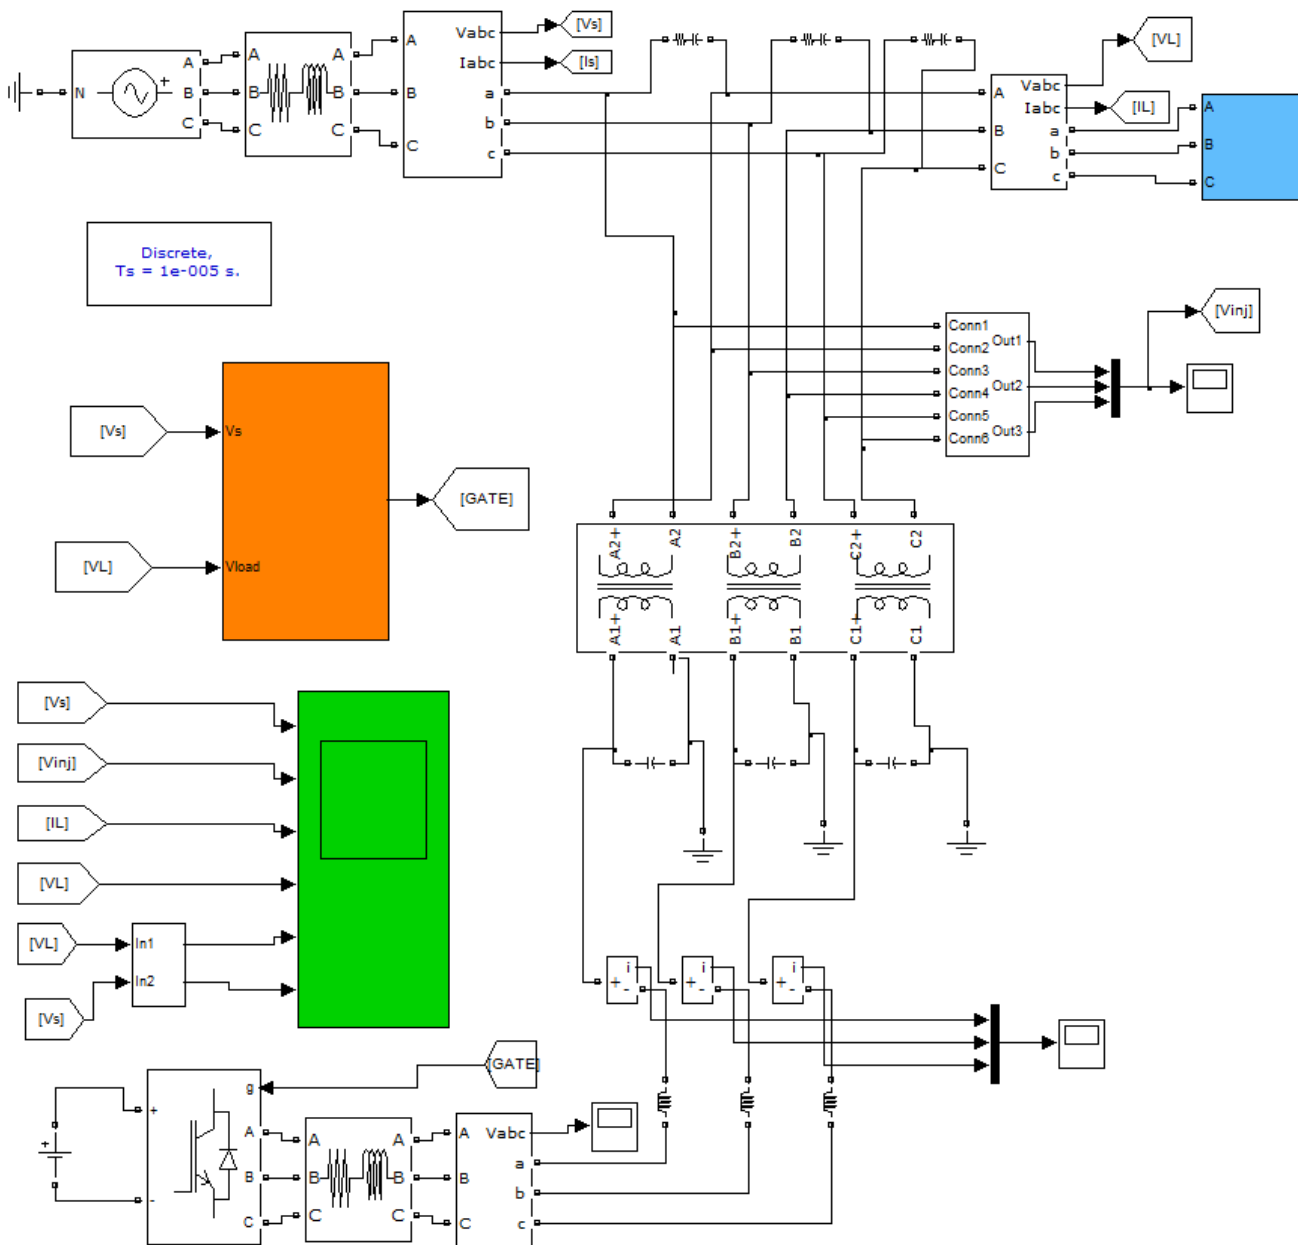 N
+
A
B
C
A
B
C
A
B
C
A
B
C
Vabc
Iabc
a
b
c
[Vs]
[Is]
A
B
C
Vabc
Iabc
a
b
c
[VL]
[IL]
A
B
C
Discrete,
Ts = 1e-005 s.
[Vs]
[VL]
Vs
Vload
[GATE]
Conn1
Conn2
Conn3
Conn4
Conn5
Conn6
Out1
Out2
Out3
[Vinj]
A2+
A2
B2+
B2
C2+
C2
A1+
A1
B1+
B1
C1+
C1
[Vs]
[Vinj]
[IL]
[VL]
[VL]
[Vs]
In1
In2
+
i
-
+
i
-
+
i
-
[GATE]
+
+
-
g
A
B
C
A
B
C
A
B
C
A
B
C
Vabc
a
b
c